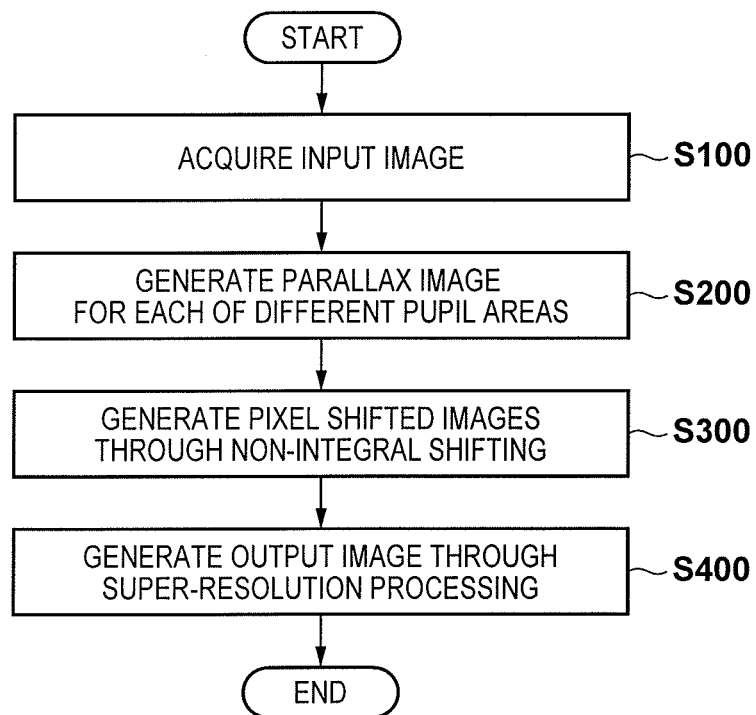 START
ACQUIRE INPUT IMAGE
S100
GENERATE PARALLAX IMAGE
FOR EACH OF DIFFERENT PUPIL AREAS
S200
GENERATE PIXEL SHIFTED IMAGES
THROUGH NON-INTEGRAL SHIFTING
S300
GENERATE OUTPUT IMAGE THROUGH
SUPER-RESOLUTION PROCESSING
S400
END